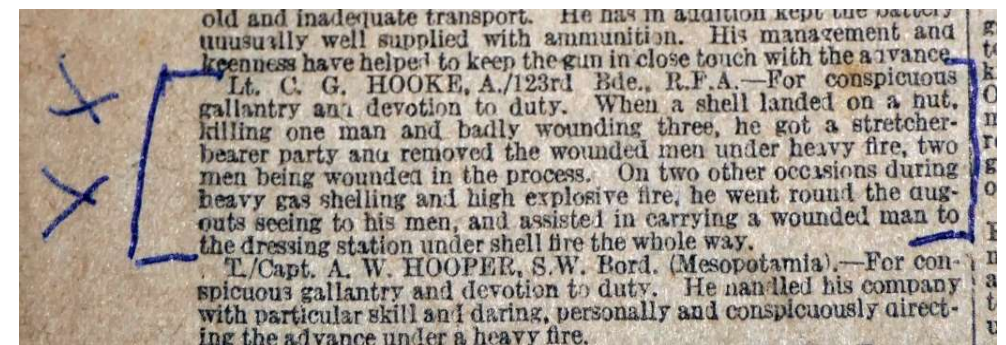 old and inadequate transport. He has in addition kept the battery
unusually well supplied with ammunition. His management and
keenness have helped to keep the gun in close touch with the advance.
Lt. C. G. HOOKE, A./123rd Bde., R.F.A.—For conspicuous
gallantry and devotion to duty. When a shell landed on a hut,
killing one man and badly wounding three, he got a stretcher-
bearer party and removed the wounded men under heavy fire, two
men being wounded in the process. On two other occasions during
heavy gas shelling and high explosive fire, he went round the dug-
outs seeing to his men, and assisted in carrying a wounded man to
the dressing station under shell fire the whole way.
T./Capt. A. W. HOOPER, S.W. Bord. (Mesopotamia).—For con-
spicuous gallantry and devotion to duty. He handled his company
with particular skill and daring, personally and conspicuously direct-
ing the advance under a heavy fire.